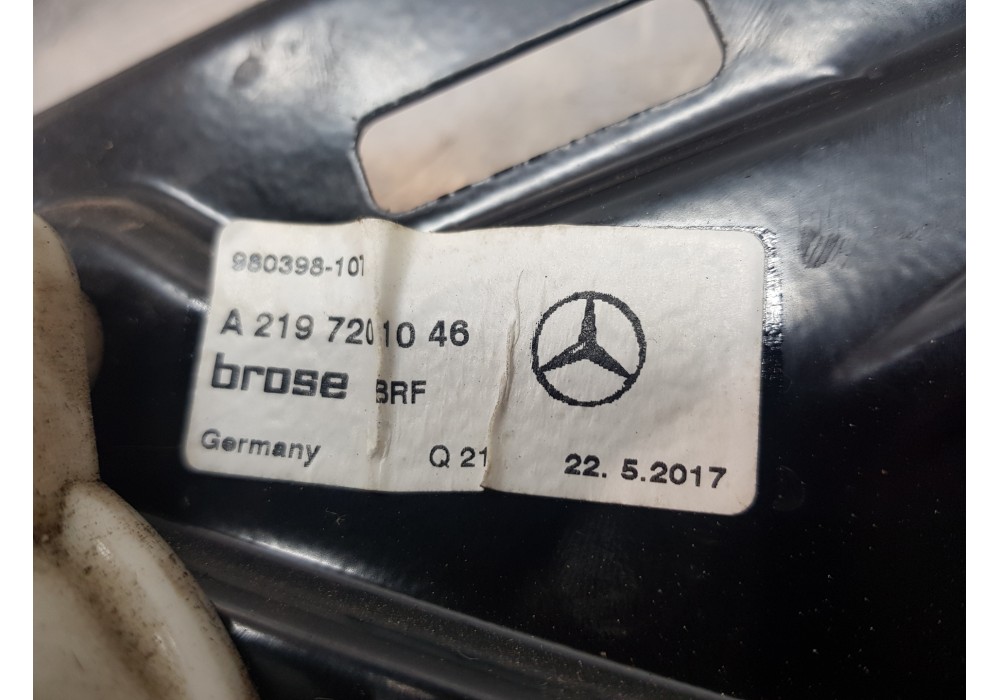 980398-101
A 219 720 10 46
brose BRF
Germany
Q 21
22. 5.2017